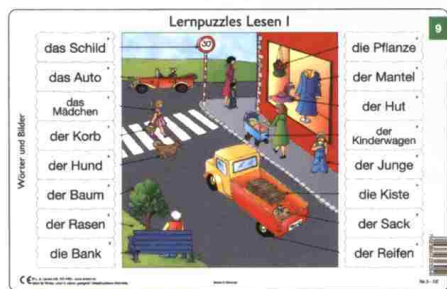 Lernpuzzles Lesen I
9
Wörter und Bilder
das Schild
das Auto
das
Mädchen
der Korb
der Hund
der Baum
der Rasen
die Bank
30
die Pflanze
der Mantel
der Hut
der
Kinderwagen
der Junge
die Kiste
der Sack
der Reifen